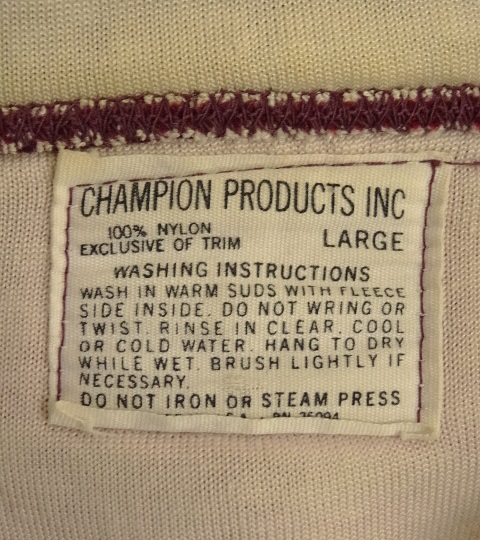 CHAMPION PRODUCTS INC
100% NYLON
EXCLUSIVE OF TRIM LARGE
WASHING INSTRUCTIONS
WASH IN WARM SUDS WITH FLEECE
SIDE INSIDE. DO NOT WRING OR
TWIST. RINSE IN CLEAR. COOL
OR COLD WATER. HANG TO DRY
WHILE WET. BRUSH LIGHTLY IF
NECESSARY.
DO NOT IRON OR STEAM PRESS
RN 26094